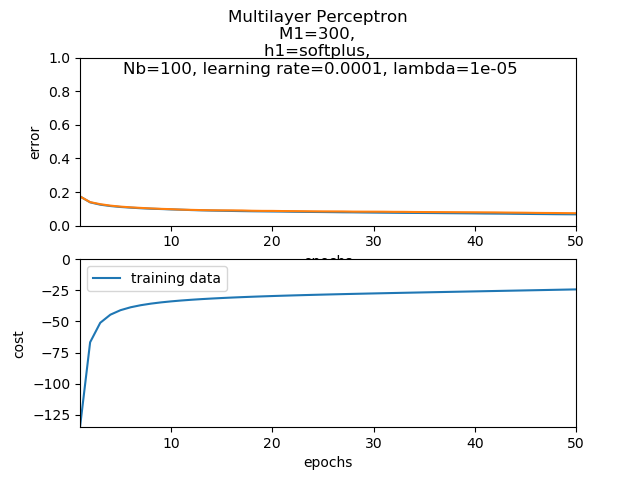 Multilayer Perceptron
M1=300,
h1=softplus,
Nb=100, learning rate=0.0001, lambda=1e-05
1.0
0.8
0.6
0.4
0.2
0.0
error
10
20
30
40
50
epochs
0
−25
−50
−75
−100
−125
cost
training data
10
20
30
40
50
epochs